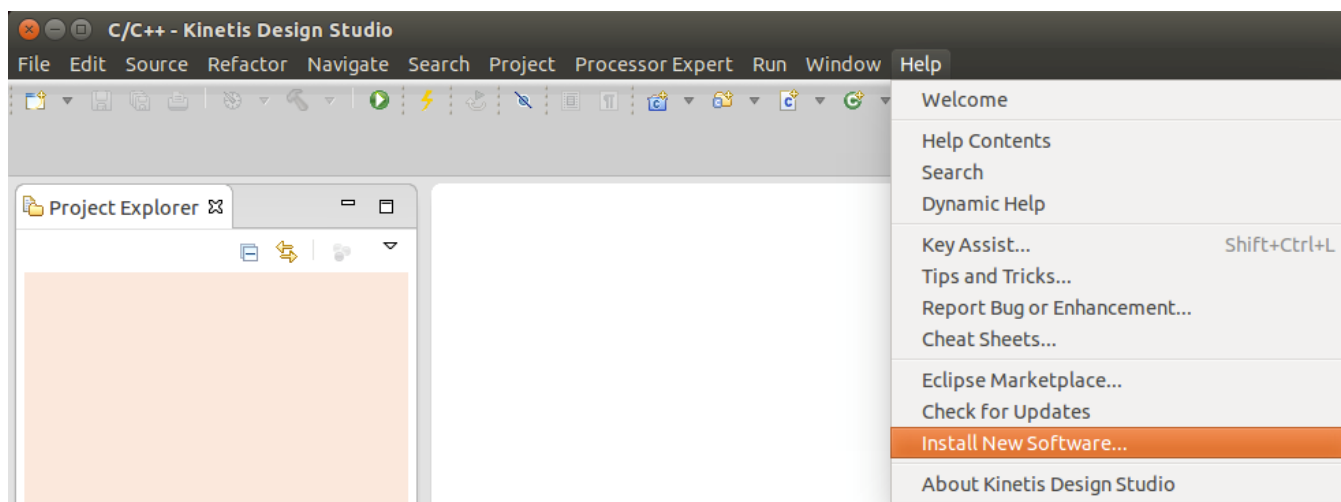 C/C++ - Kinetis Design Studio
File Edit Source Refactor Navigate Search Project Processor Expert Run Window Help
Welcome
Help Contents
Search
Dynamic Help
Project Explorer
Key Assist... Shift+Ctrl+L
Tips and Tricks...
Report Bug or Enhancement...
Cheat Sheets...
Eclipse Marketplace...
Check for Updates
Install New Software...
About Kinetis Design Studio